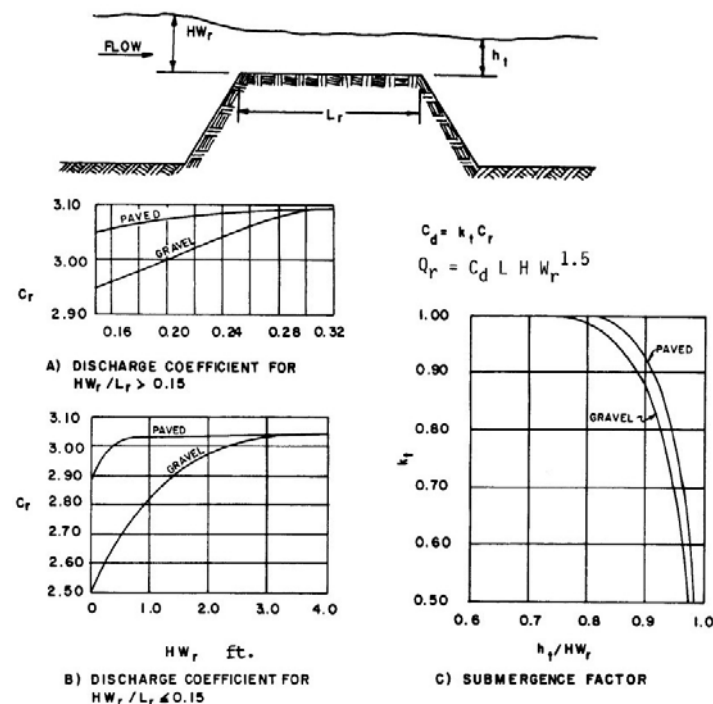 HWr
FLOW
ht
Lr
3.10
PAVED
GRAVEL
3.00
Cr
2.90
0.16 0.20 0.24 0.28 0.32
A) DISCHARGE COEFFICIENT FOR
HWr/Lr > 0.15
Cd = kt Cr
Qr = Cd L H Wr^1.5
3.10
PAVED
3.00
GRAVEL
2.90
Cr
2.80
2.70
2.60
2.50
0 1.0 2.0 3.0 4.0
HWr ft.
B) DISCHARGE COEFFICIENT FOR
HWr/Lr ≤ 0.15
1.00
PAVED
0.90
GRAVEL
0.80
kt
0.70
0.60
0.50
0.6 0.7 0.8 0.9 1.0
ht/HWr
C) SUBMERGENCE FACTOR